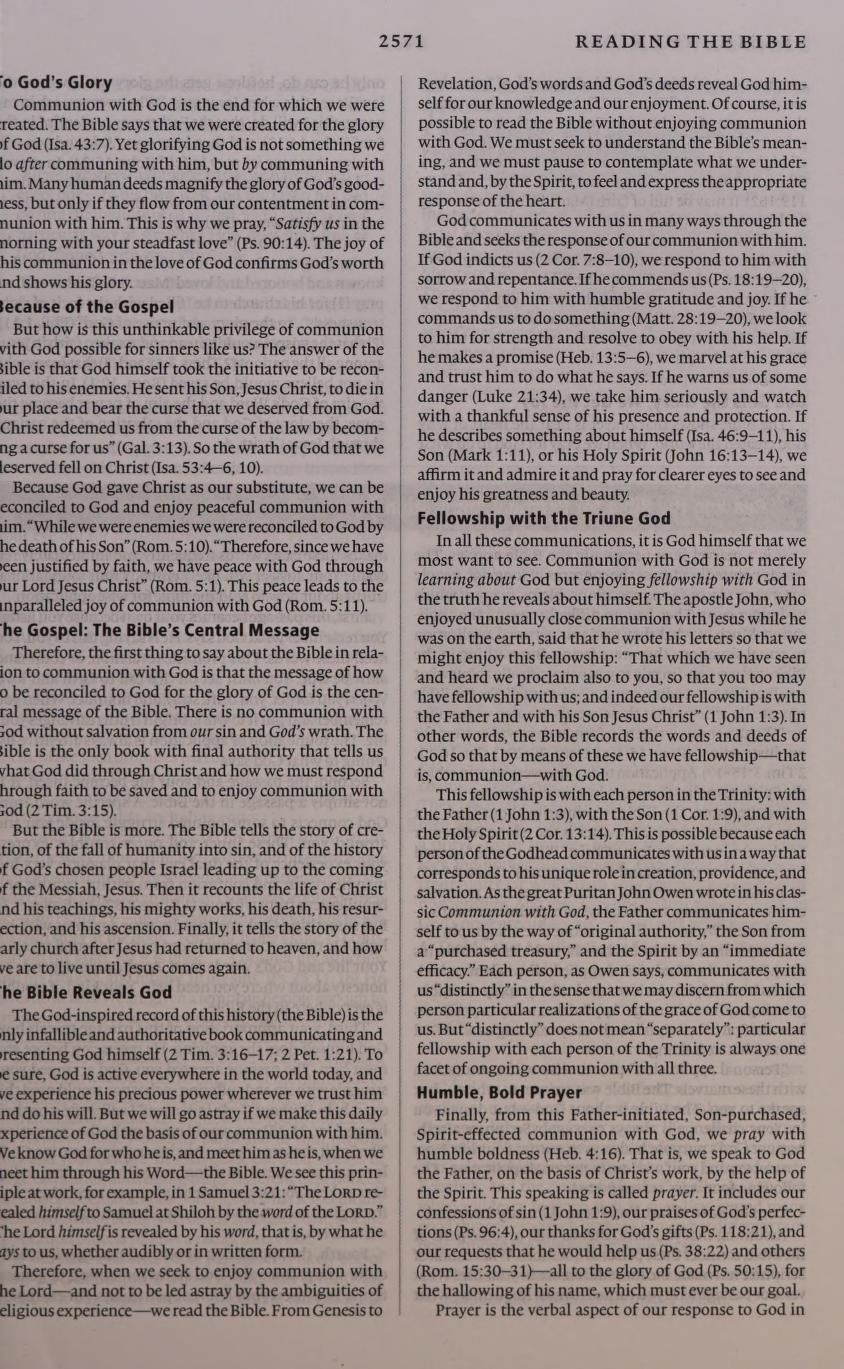 2571 READING THE BIBLE
o God's Glory
Communion with God is the end for which we were
reated. The Bible says that we were created for the glory
f God (Isa. 43:7). Yet glorifying God is not something we
lo after communing with him, but by communing with
im. Many human deeds magnify the glory of God's good-
ess, but only if they flow from our contentment in com-
nunion with him. This is why we pray, “Satisfy us in the
norning with your steadfast love” (Ps. 90:14). The joy of
his communion in the love of God confirms God's worth
nd shows his glory.
Because of the Gospel
But how is this unthinkable privilege of communion
vith God possible for sinners like us? The answer of the
Bible is that God himself took the initiative to be recon-
iled to his enemies. He sent his Son, Jesus Christ, to die in
ur place and bear the curse that we deserved from God.
Christ redeemed us from the curse of the law by becom-
ng a curse for us” (Gal. 3:13). So the wrath of God that we
leserved fell on Christ (Isa. 53:4–6, 10).
Because God gave Christ as our substitute, we can be
econciled to God and enjoy peaceful communion with
im. “While we were enemies we were reconciled to God by
he death of his Son” (Rom. 5:10). “Therefore, since we have
een justified by faith, we have peace with God through
ur Lord Jesus Christ” (Rom. 5:1). This peace leads to the
nparalleled joy of communion with God (Rom. 5:11).
The Gospel: The Bible's Central Message
Therefore, the first thing to say about the Bible in rela-
ion to communion with God is that the message of how
o be reconciled to God for the glory of God is the cen-
ral message of the Bible. There is no communion with
God without salvation from our sin and God's wrath. The
Bible is the only book with final authority that tells us
vhat God did through Christ and how we must respond
hrough faith to be saved and to enjoy communion with
God (2 Tim. 3:15).
But the Bible is more. The Bible tells the story of cre-
tion, of the fall of humanity into sin, and of the history
f God's chosen people Israel leading up to the coming
f the Messiah, Jesus. Then it recounts the life of Christ
nd his teachings, his mighty works, his death, his resur-
ection, and his ascension. Finally, it tells the story of the
arly church after Jesus had returned to heaven, and how
ve are to live until Jesus comes again.
The Bible Reveals God
The God-inspired record of this history (the Bible) is the
nly infallible and authoritative book communicating and
resenting God himself (2 Tim. 3:16–17; 2 Pet. 1:21). To
e sure, God is active everywhere in the world today, and
ve experience his precious power wherever we trust him
nd do his will. But we will go astray if we make this daily
xperience of God the basis of our communion with him.
We know God for who he is, and meet him as he is, when we
neet him through his Word—the Bible. We see this prin-
iple at work, for example, in 1 Samuel 3:21: “The LORD re-
ealed himself to Samuel at Shiloh by the word of the LORD.”
The Lord himself is revealed by his word, that is, by what he
ays to us, whether audibly or in written form.
Therefore, when we seek to enjoy communion with
he Lord—and not to be led astray by the ambiguities of
eligious experience—we read the Bible. From Genesis to
Revelation, God's words and God's deeds reveal God him-
self for our knowledge and our enjoyment. Of course, it is
possible to read the Bible without enjoying communion
with God. We must seek to understand the Bible's mean-
ing, and we must pause to contemplate what we under-
stand and, by the Spirit, to feel and express the appropriate
response of the heart.
God communicates with us in many ways through the
Bible and seeks the response of our communion with him.
If God indicts us (2 Cor. 7:8–10), we respond to him with
sorrow and repentance. If he commends us (Ps. 18:19–20),
we respond to him with humble gratitude and joy. If he
commands us to do something (Matt. 28:19–20), we look
to him for strength and resolve to obey with his help. If
he makes a promise (Heb. 13:5–6), we marvel at his grace
and trust him to do what he says. If he warns us of some
danger (Luke 21:34), we take him seriously and watch
with a thankful sense of his presence and protection. If
he describes something about himself (Isa. 46:9–11), his
Son (Mark 1:11), or his Holy Spirit (John 16:13–14), we
affirm it and admire it and pray for clearer eyes to see and
enjoy his greatness and beauty.
Fellowship with the Triune God
In all these communications, it is God himself that we
most want to see. Communion with God is not merely
learning about God but enjoying fellowship with God in
the truth he reveals about himself. The apostle John, who
enjoyed unusually close communion with Jesus while he
was on the earth, said that he wrote his letters so that we
might enjoy this fellowship: “That which we have seen
and heard we proclaim also to you, so that you too may
have fellowship with us; and indeed our fellowship is with
the Father and with his Son Jesus Christ” (1 John 1:3). In
other words, the Bible records the words and deeds of
God so that by means of these we have fellowship—that
is, communion—with God.
This fellowship is with each person in the Trinity: with
the Father (1 John 1:3), with the Son (1 Cor. 1:9), and with
the Holy Spirit (2 Cor. 13:14). This is possible because each
person of the Godhead communicates with us in a way that
corresponds to his unique role in creation, providence, and
salvation. As the great Puritan John Owen wrote in his clas-
sic Communion with God, the Father communicates him-
self to us by the way of “original authority,” the Son from
a “purchased treasury,” and the Spirit by an “immediate
efficacy.” Each person, as Owen says, communicates with
us “distinctly” in the sense that we may discern from which
person particular realizations of the grace of God come to
us. But “distinctly” does not mean “separately”: particular
fellowship with each person of the Trinity is always one
facet of ongoing communion with all three.
Humble, Bold Prayer
Finally, from this Father-initiated, Son-purchased,
Spirit-effected communion with God, we pray with
humble boldness (Heb. 4:16). That is, we speak to God
the Father, on the basis of Christ's work, by the help of
the Spirit. This speaking is called prayer. It includes our
confessions of sin (1 John 1:9), our praises of God's perfec-
tions (Ps. 96:4), our thanks for God's gifts (Ps. 118:21), and
our requests that he would help us (Ps. 38:22) and others
(Rom. 15:30–31)—all to the glory of God (Ps. 50:15), for
the hallowing of his name, which must ever be our goal.
Prayer is the verbal aspect of our response to God in